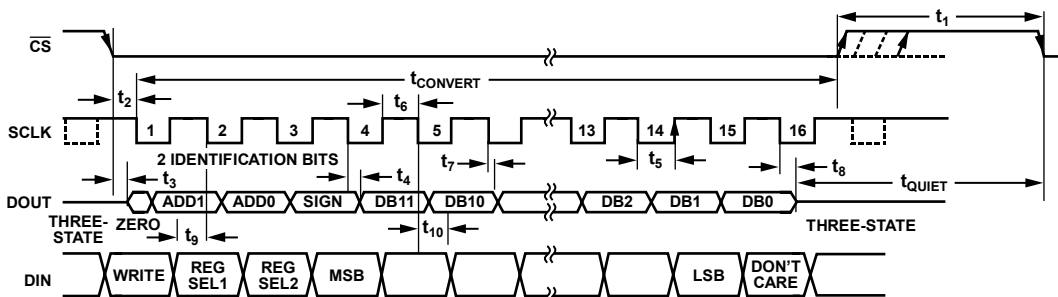 CS
t1
tCONVERT
t2
t6
SCLK
1 2 3 4 5 13 14 15 16
2 IDENTIFICATION BITS
t7
t5
t8
t3
t4
tQUIET
DOUT
ADD1 ADD0 SIGN DB11 DB10 DB2 DB1 DB0
THREE-
STATE
ZERO
t9
t10
THREE-STATE
DIN
WRITE
REG
SEL1
REG
SEL2
MSB
LSB
DON'T
CARE